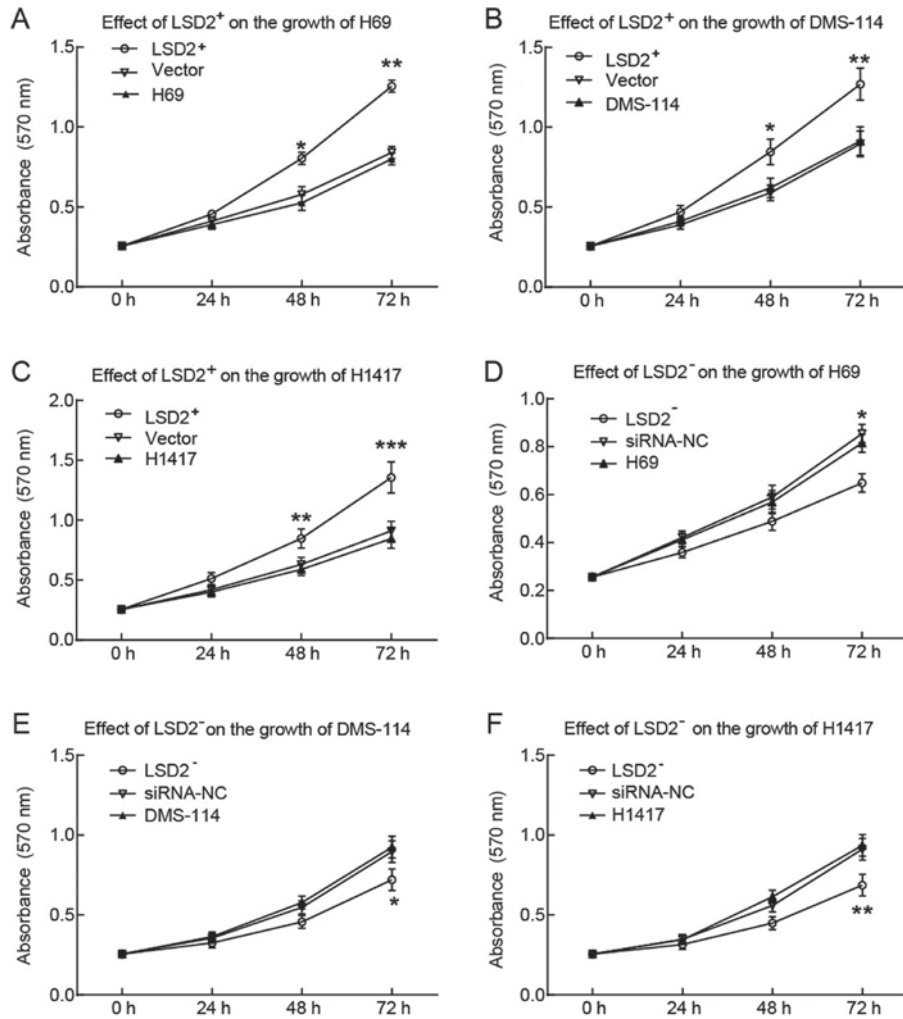 A
Effect of LSD2⁺ on the growth of H69
LSD2⁺
Vector
H69
Absorbance (570 nm)
1.5
1.0
0.5
0.0
*
**
0 h 24 h 48 h 72 h
B
Effect of LSD2⁺ on the growth of DMS-114
LSD2⁺
Vector
DMS-114
Absorbance (570 nm)
1.5
1.0
0.5
0.0
*
**
0 h 24 h 48 h 72 h
C
Effect of LSD2⁺ on the growth of H1417
LSD2⁺
Vector
H1417
Absorbance (570 nm)
2.0
1.5
1.0
0.5
0.0
**
***
0 h 24 h 48 h 72 h
D
Effect of LSD2⁻ on the growth of H69
LSD2⁻
siRNA-NC
H69
Absorbance (570 nm)
1.0
0.8
0.6
0.4
0.2
0.0
*
0 h 24 h 48 h 72 h
E
Effect of LSD2⁻ on the growth of DMS-114
LSD2⁻
siRNA-NC
DMS-114
Absorbance (570 nm)
1.5
1.0
0.5
0.0
*
0 h 24 h 48 h 72 h
F
Effect of LSD2⁻ on the growth of H1417
LSD2⁻
siRNA-NC
H1417
Absorbance (570 nm)
1.5
1.0
0.5
0.0
**
0 h 24 h 48 h 72 h